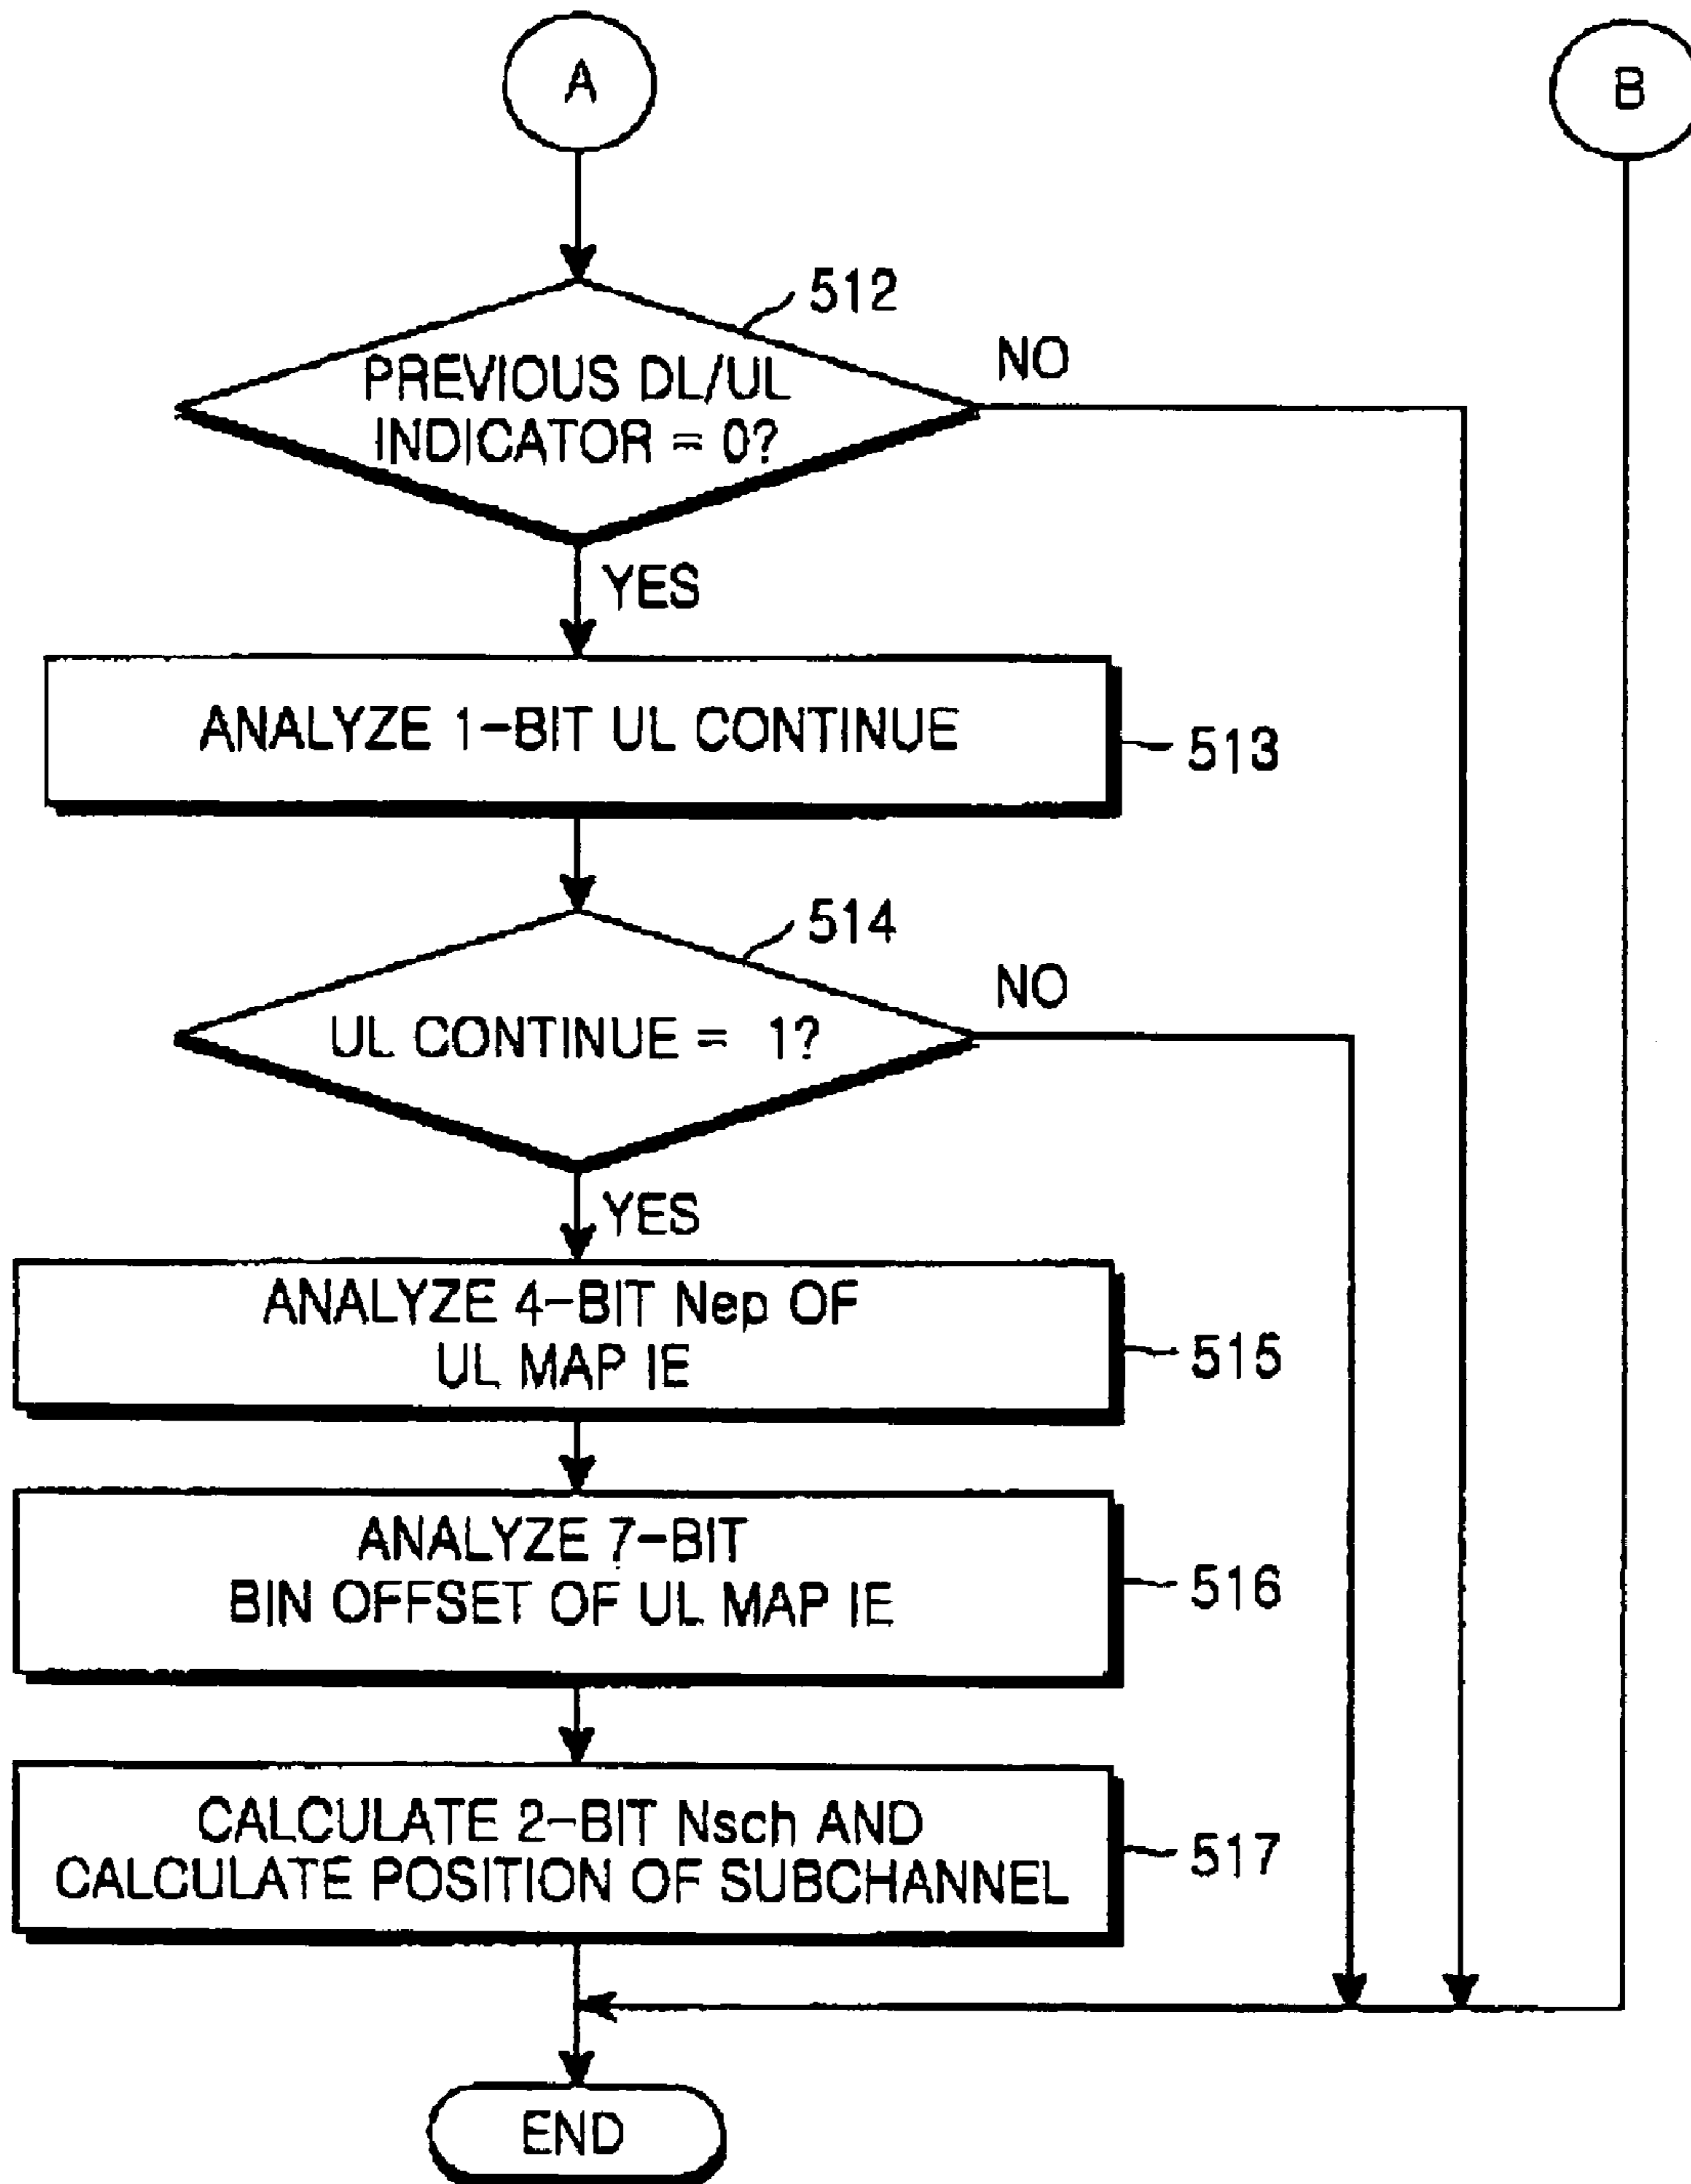 A
B
512
PREVIOUS DL/UL
INDICATOR = 0?
NO
YES
ANALYZE 1-BIT UL CONTINUE
513
514
UL CONTINUE = 1?
NO
YES
ANALYZE 4-BIT Nep OF
UL MAP IE
515
ANALYZE 7-BIT
BIN OFFSET OF UL MAP IE
516
CALCULATE 2-BIT Nsch AND
CALCULATE POSITION OF SUBCHANNEL
517
END